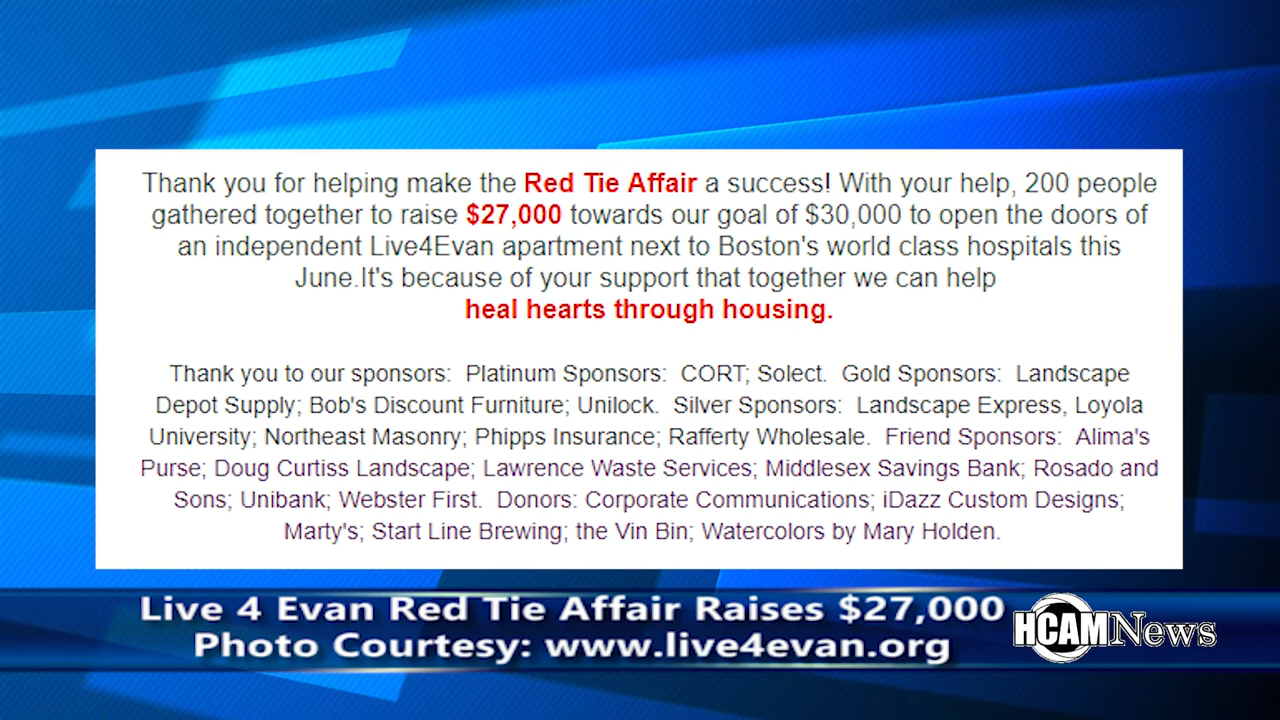 Thank you for helping make the Red Tie Affair a success! With your help, 200 people
gathered together to raise $27,000 towards our goal of $30,000 to open the doors of
an independent Live4Evan apartment next to Boston's world class hospitals this
June.It's because of your support that together we can help
heal hearts through housing.
Thank you to our sponsors:  Platinum Sponsors:  CORT; Solect.  Gold Sponsors:  Landscape
Depot Supply; Bob's Discount Furniture; Unilock.  Silver Sponsors:  Landscape Express, Loyola
University; Northeast Masonry; Phipps Insurance; Rafferty Wholesale.  Friend Sponsors:  Alima's
Purse; Doug Curtiss Landscape; Lawrence Waste Services; Middlesex Savings Bank; Rosado and
Sons; Unibank; Webster First.  Donors: Corporate Communications; iDazz Custom Designs;
Marty's; Start Line Brewing; the Vin Bin; Watercolors by Mary Holden.
Live 4 Evan Red Tie Affair Raises $27,000
Photo Courtesy: www.live4evan.org
HCAMNews